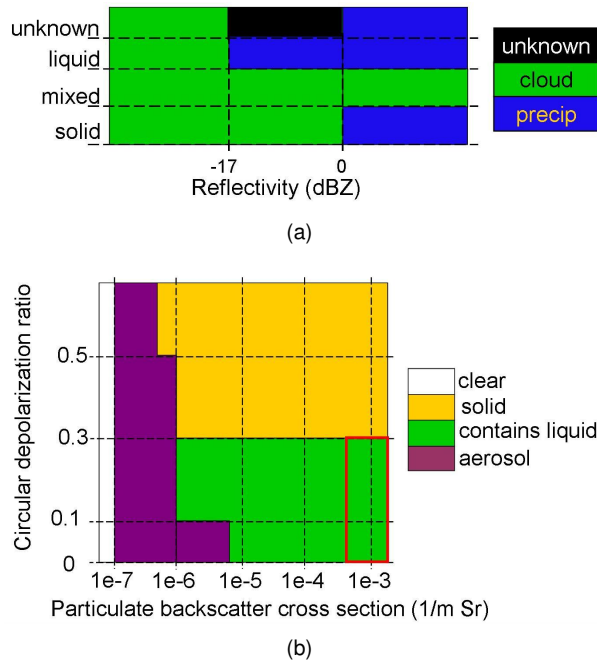 unknown
liquid
mixed
solid
-17
0
Reflectivity (dBZ)
unknown
cloud
precip
(a)
Circular depolarization ratio
0.5
0.3
0.1
0
1e-7
1e-6
1e-5
1e-4
1e-3
Particulate backscatter cross section (1/m Sr)
clear
solid
contains liquid
aerosol
(b)